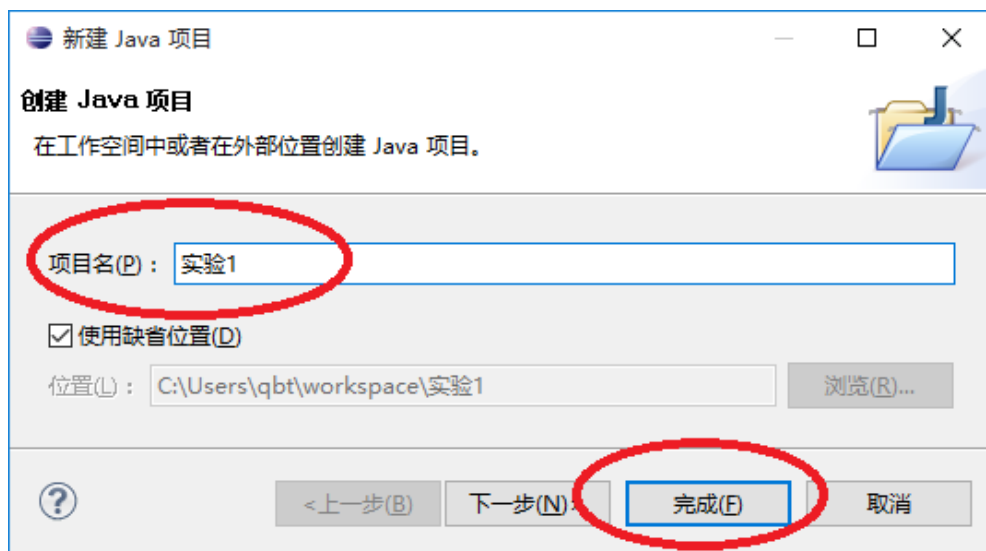 新建 Java 项目
创建 Java 项目
在工作空间中或者在外部位置创建 Java 项目。
项目名(P)： 实验1
使用缺省位置(D)
位置(L)： C:\Users\qbt\workspace\实验1 浏览(R)...
<上一步(B) 下一步(N)> 完成(F) 取消